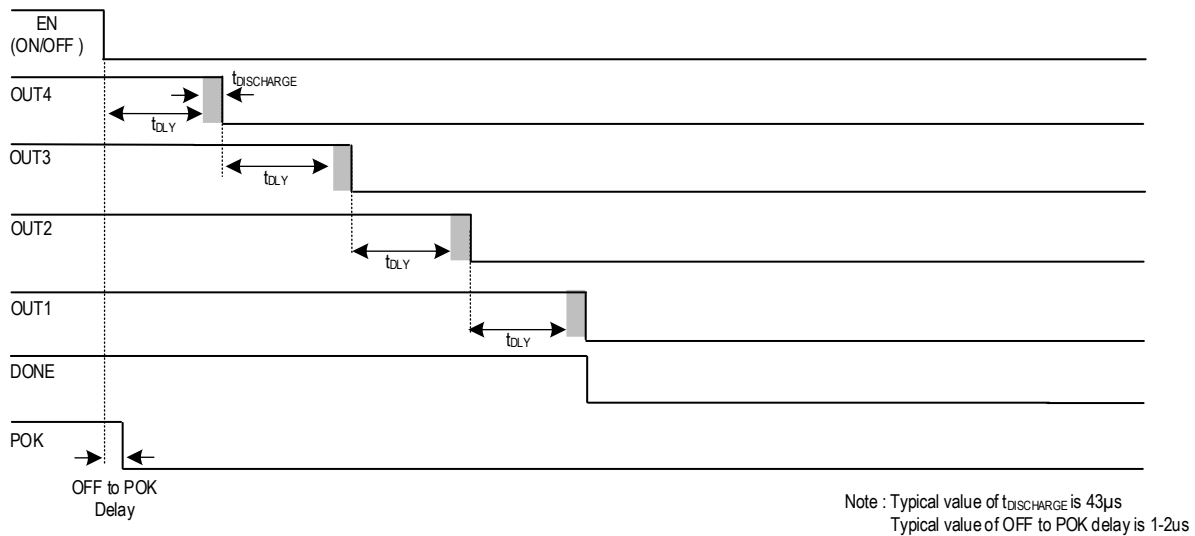 EN
(ON/OFF )
OUT4
tDISCHARGE
tDLY
OUT3
tDLY
OUT2
tDLY
OUT1
tDLY
DONE
POK
OFF to POK
Delay
Note : Typical value of tDISCHARGE is 43µs
Typical value of OFF to POK delay is 1-2us